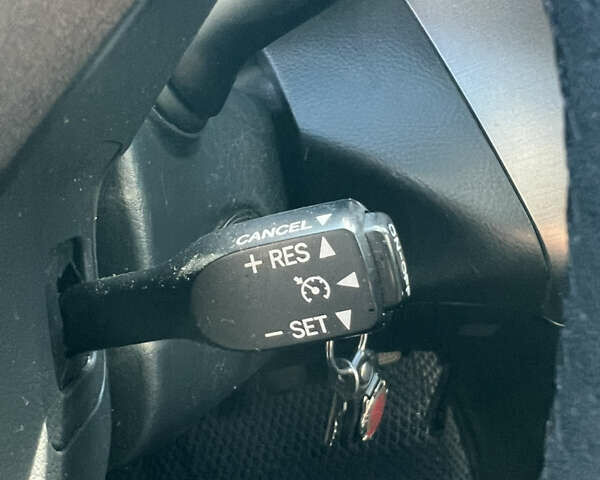 CANCEL ▼
+ RES ▲
◀
− SET ▼
ON-OFF